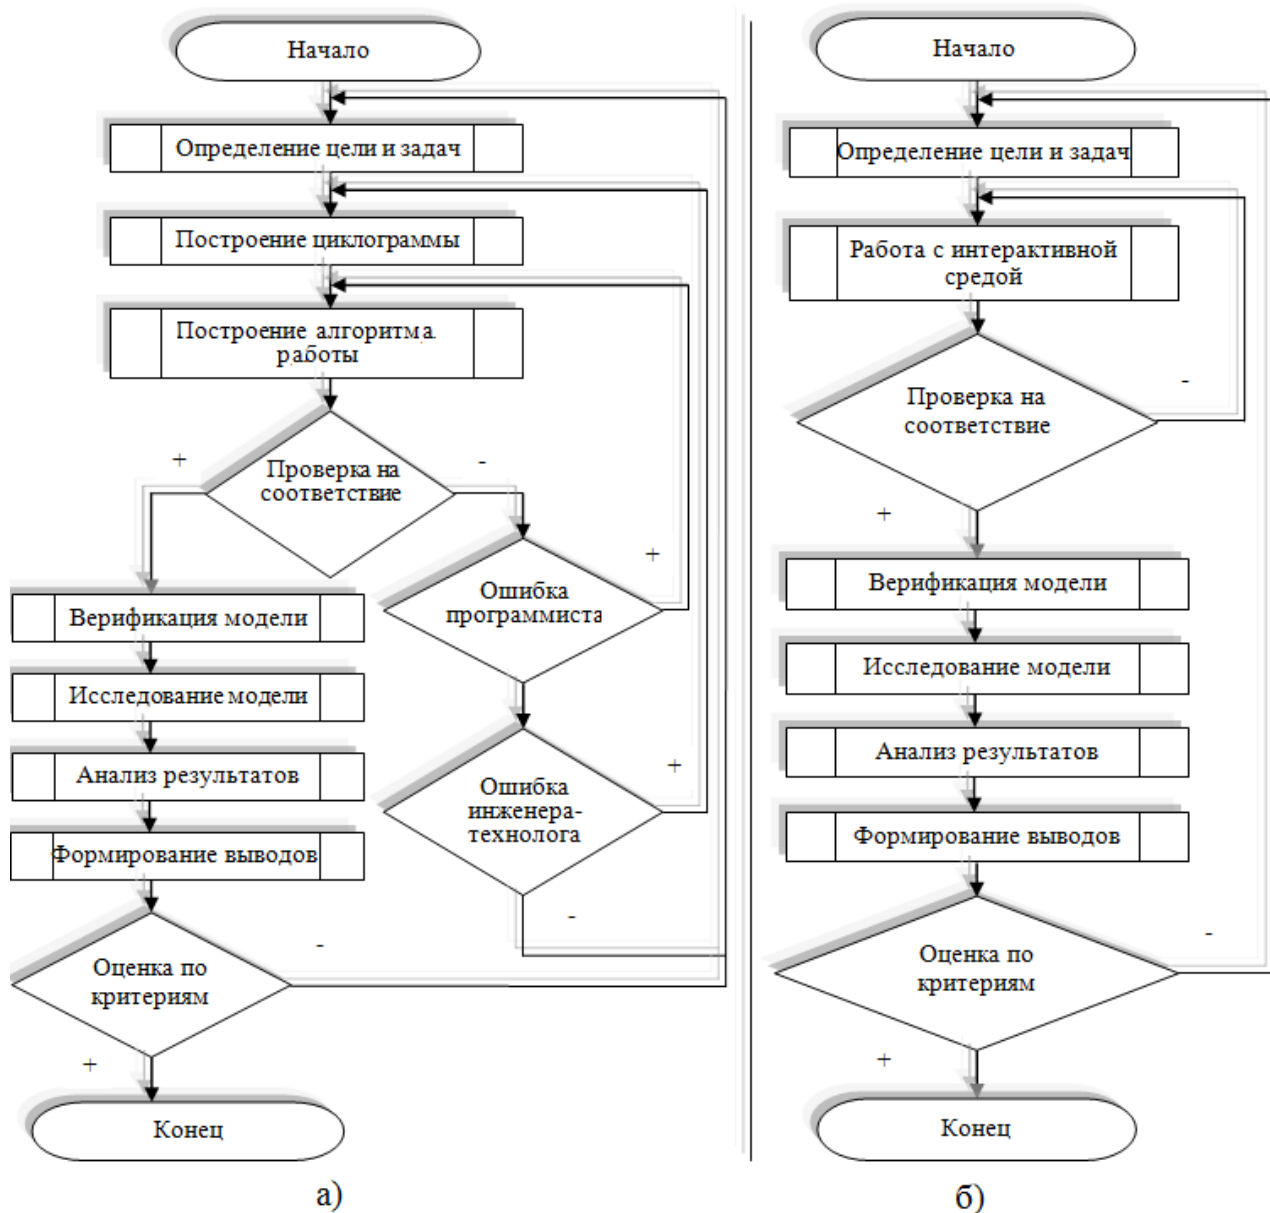 Начало
Определение цели и задач
Построение циклограммы
Построение алгоритма
работы
Проверка на
соответствие
+
-
Ошибка
программиста
+
Верификация модели
Исследование модели
Анализ результатов
Формирование выводов
Ошибка
инженера-
технолога
+
-
Оценка по
критериям
-
+
Конец
а)
Начало
Определение цели и задач
Работа с интерактивной
средой
Проверка на
соответствие
-
+
Верификация модели
Исследование модели
Анализ результатов
Формирование выводов
Оценка по
критериям
-
+
Конец
б)